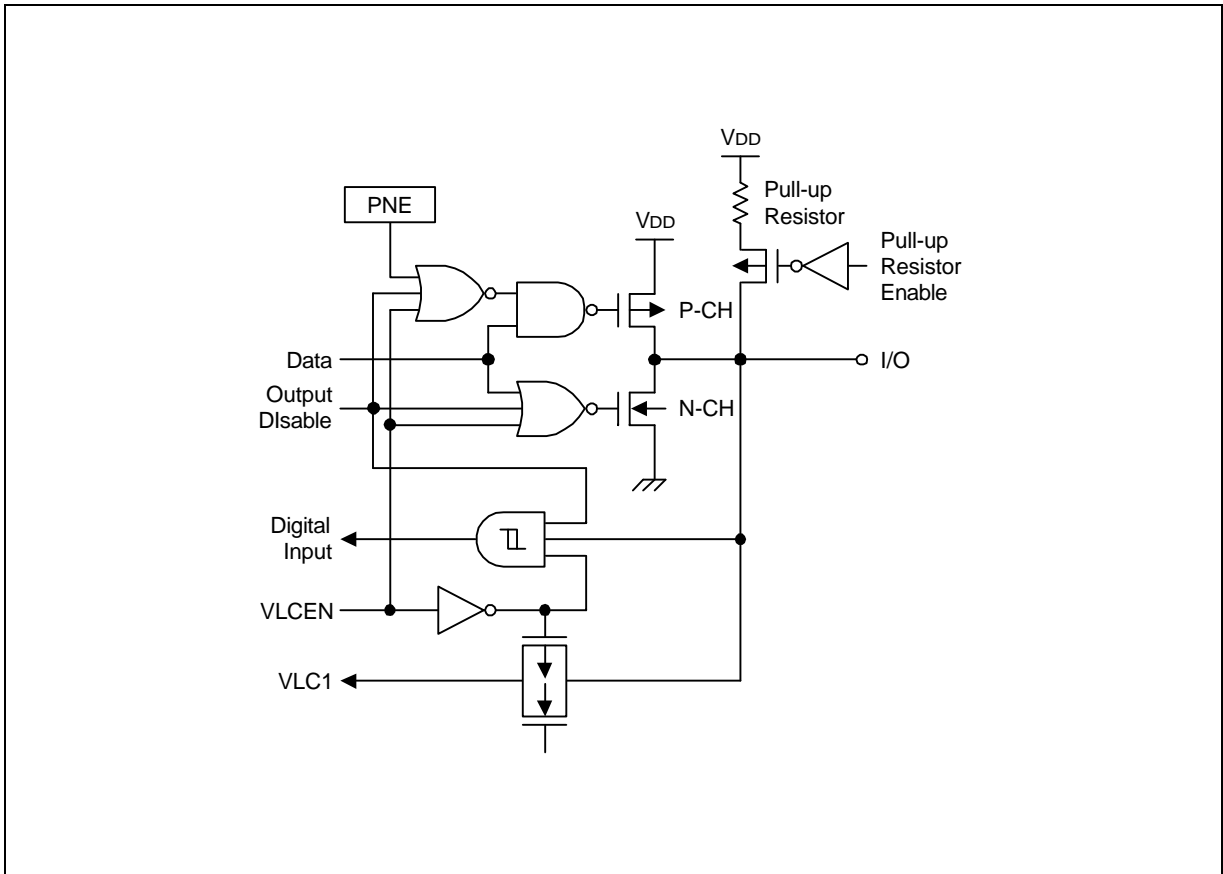 VDD
Pull-up
Resistor
PNE
VDD
Pull-up
Resistor
Enable
P-CH
Data
I/O
Output
DIsable
N-CH
Digital
Input
VLCEN
VLC1